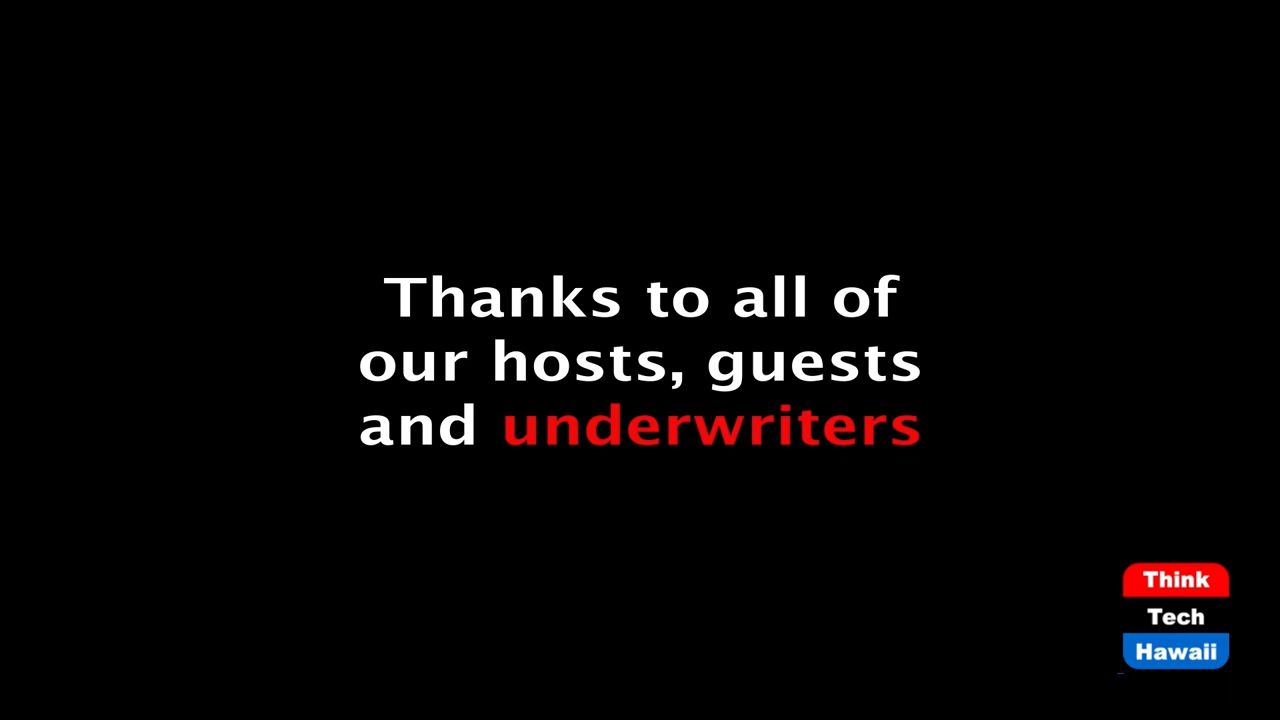 Thanks to all of
our hosts, guests
and underwriters
Think
Tech
Hawaii